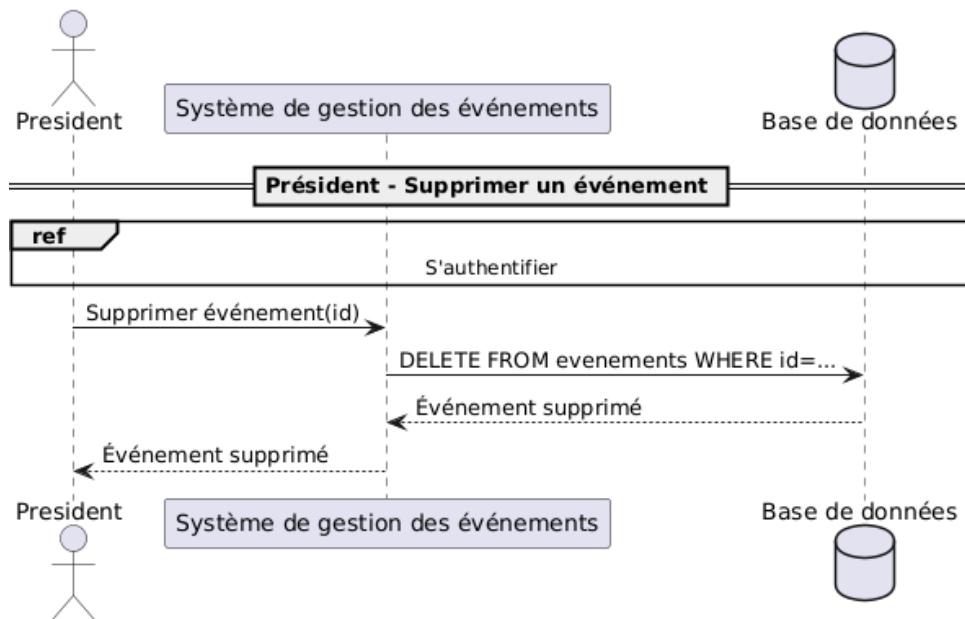 President
Système de gestion des événements
Base de données
Président - Supprimer un événement
ref
S'authentifier
Supprimer événement(id)
DELETE FROM evenements WHERE id=...
Événement supprimé
Événement supprimé
President
Système de gestion des événements
Base de données